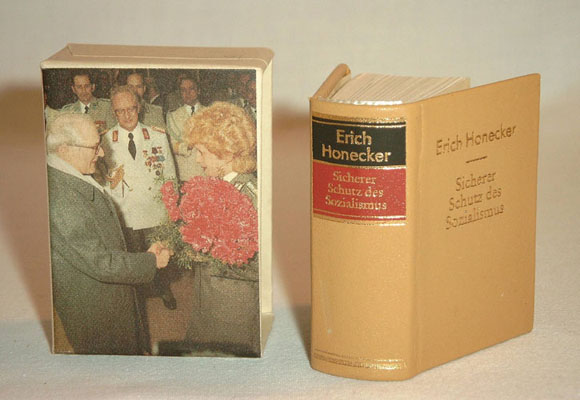 Erich
Honecker
Sicherer
Schutz des
Sozialismus
Erich Honecker
Sicherer
Schutz des
Sozialismus